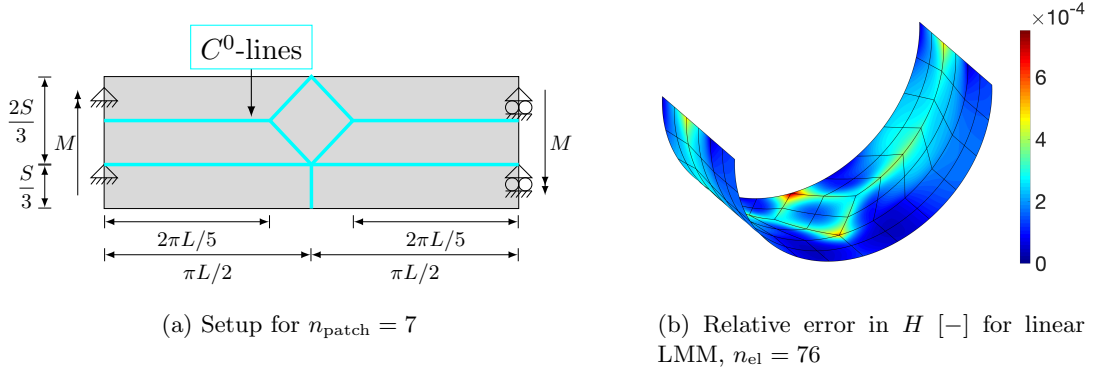 C⁰-lines
2S/3
S/3
M
M
2πL/5
2πL/5
πL/2
πL/2
(a) Setup for n_patch = 7
×10⁻⁴
6
4
2
0
(b) Relative error in H [−] for linear
LMM, n_el = 76